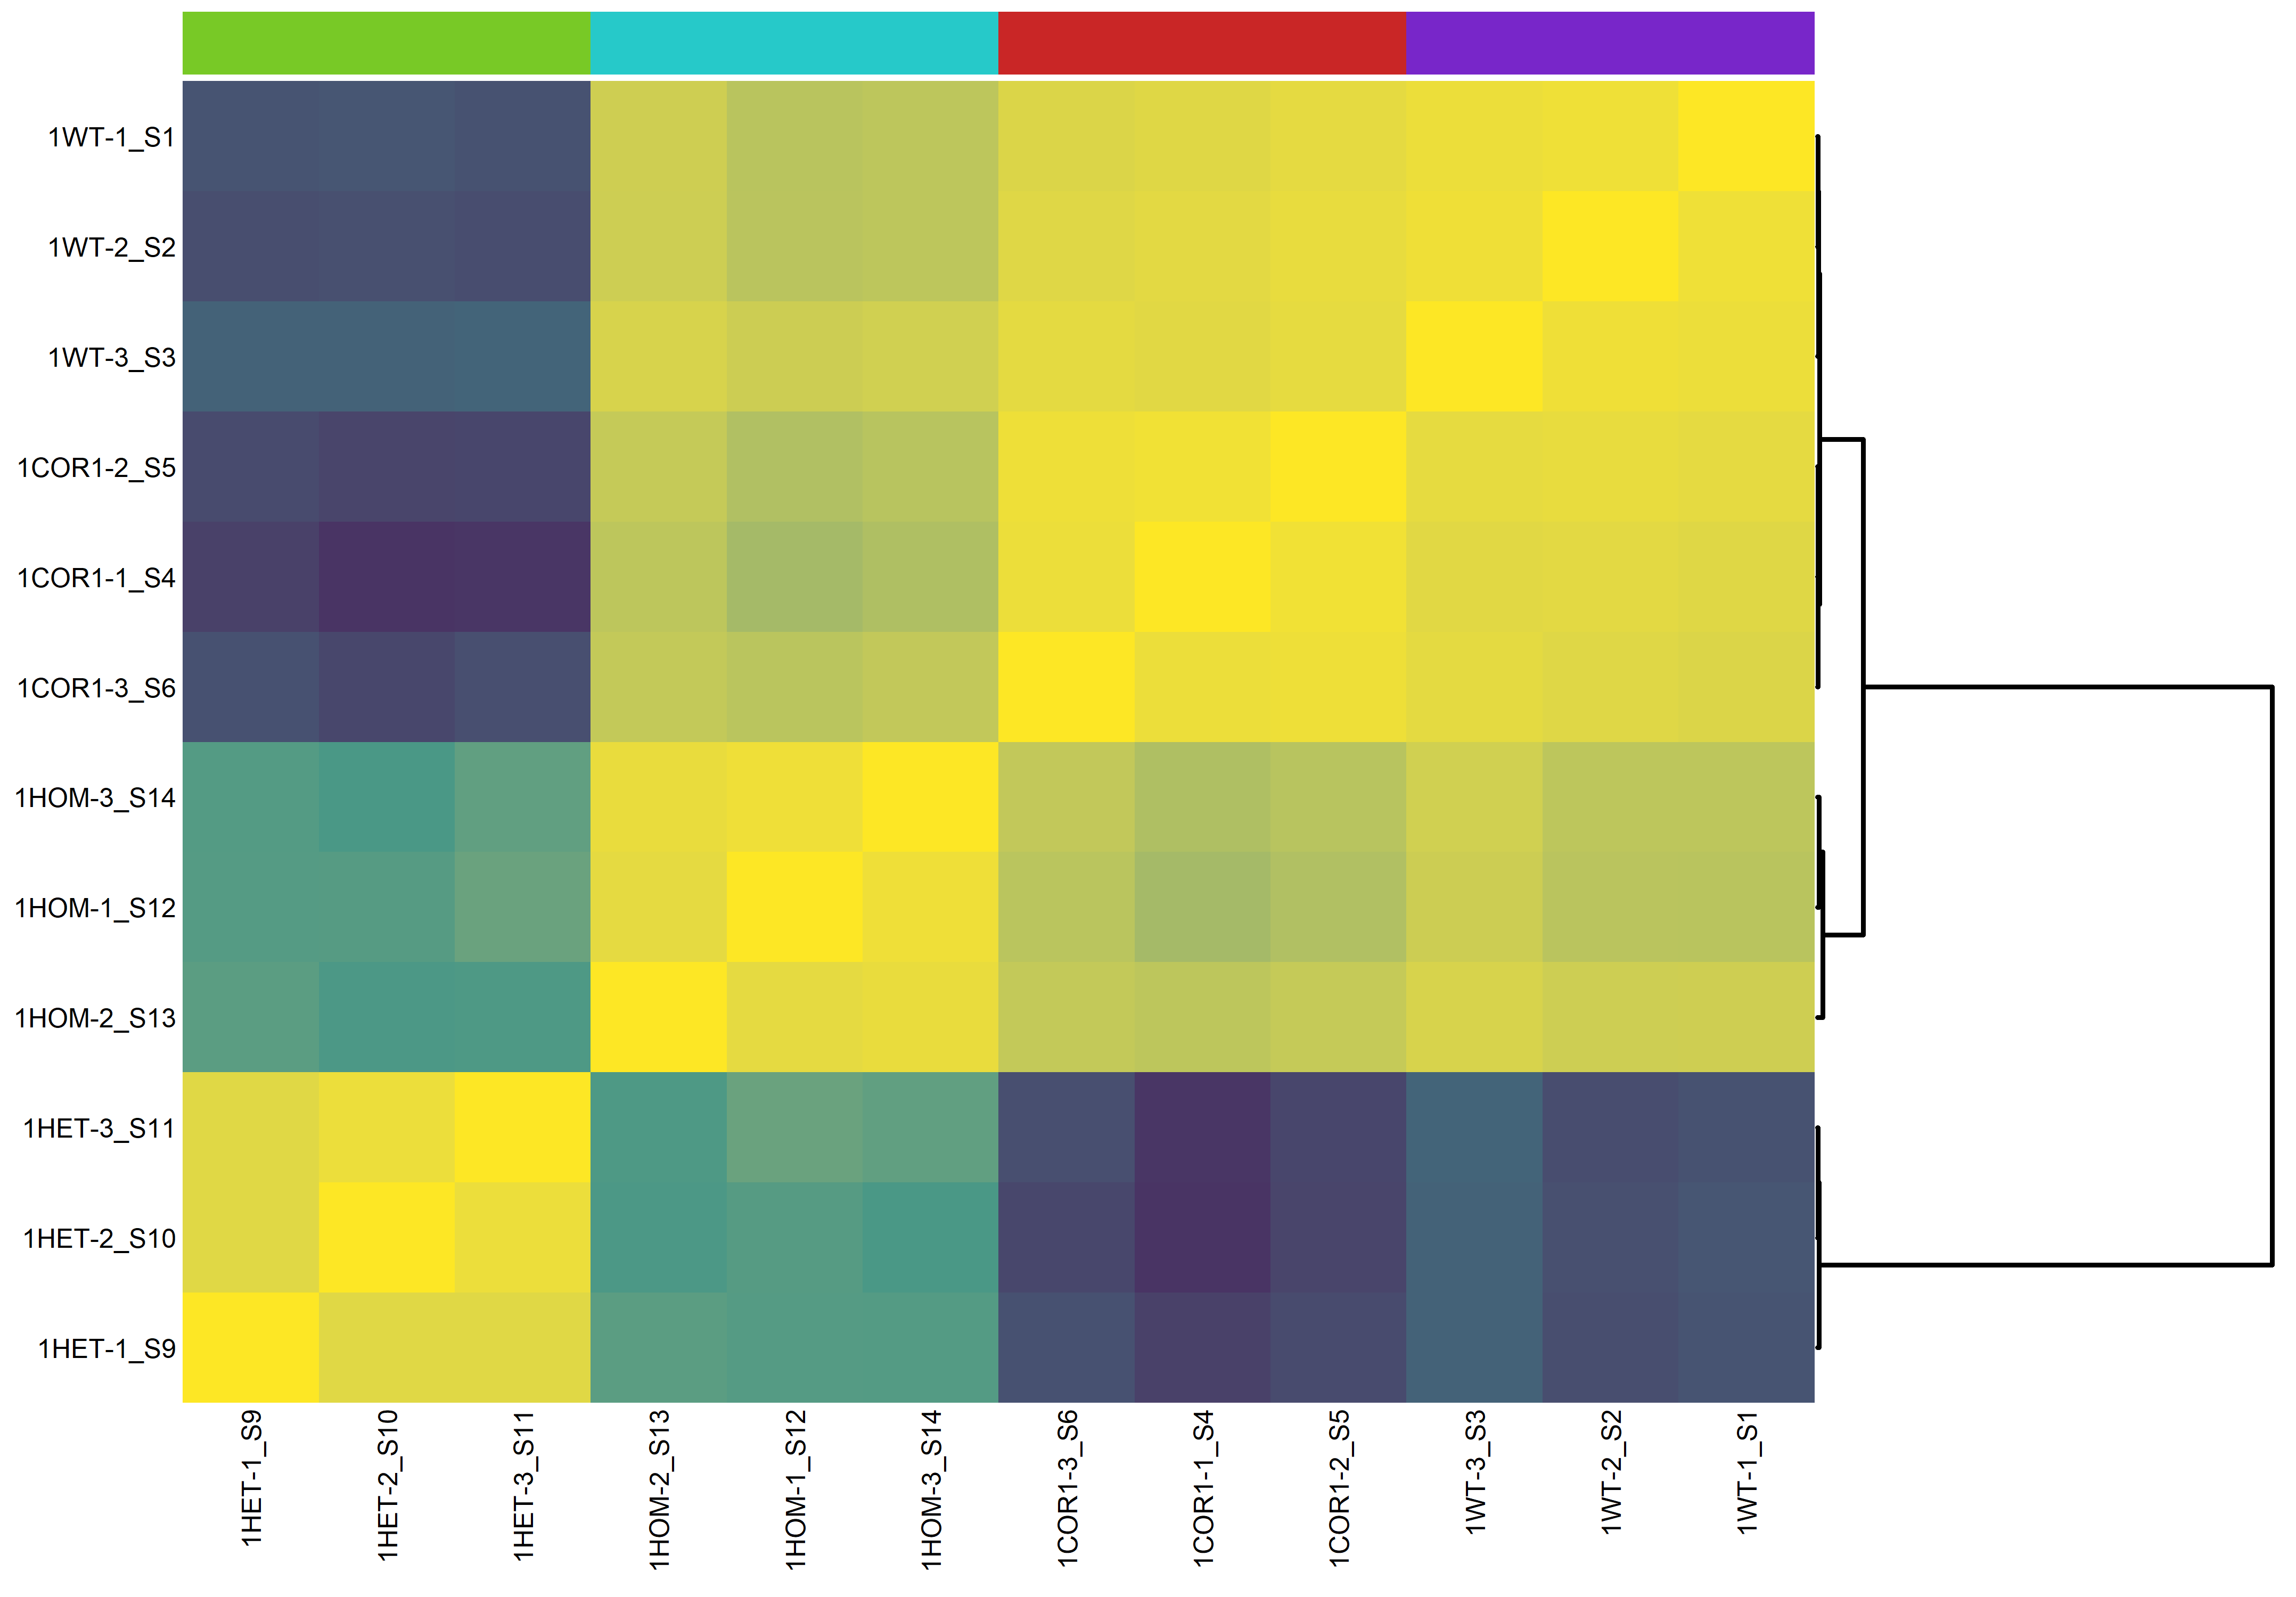 1WT-1_S1
1WT-2_S2
1WT-3_S3
1COR1-2_S5
1COR1-1_S4
1COR1-3_S6
1HOM-3_S14
1HOM-1_S12
1HOM-2_S13
1HET-3_S11
1HET-2_S10
1HET-1_S9
1HET-1_S9
1HET-2_S10
1HET-3_S11
1HOM-2_S13
1HOM-1_S12
1HOM-3_S14
1COR1-3_S6
1COR1-1_S4
1COR1-2_S5
1WT-3_S3
1WT-2_S2
1WT-1_S1